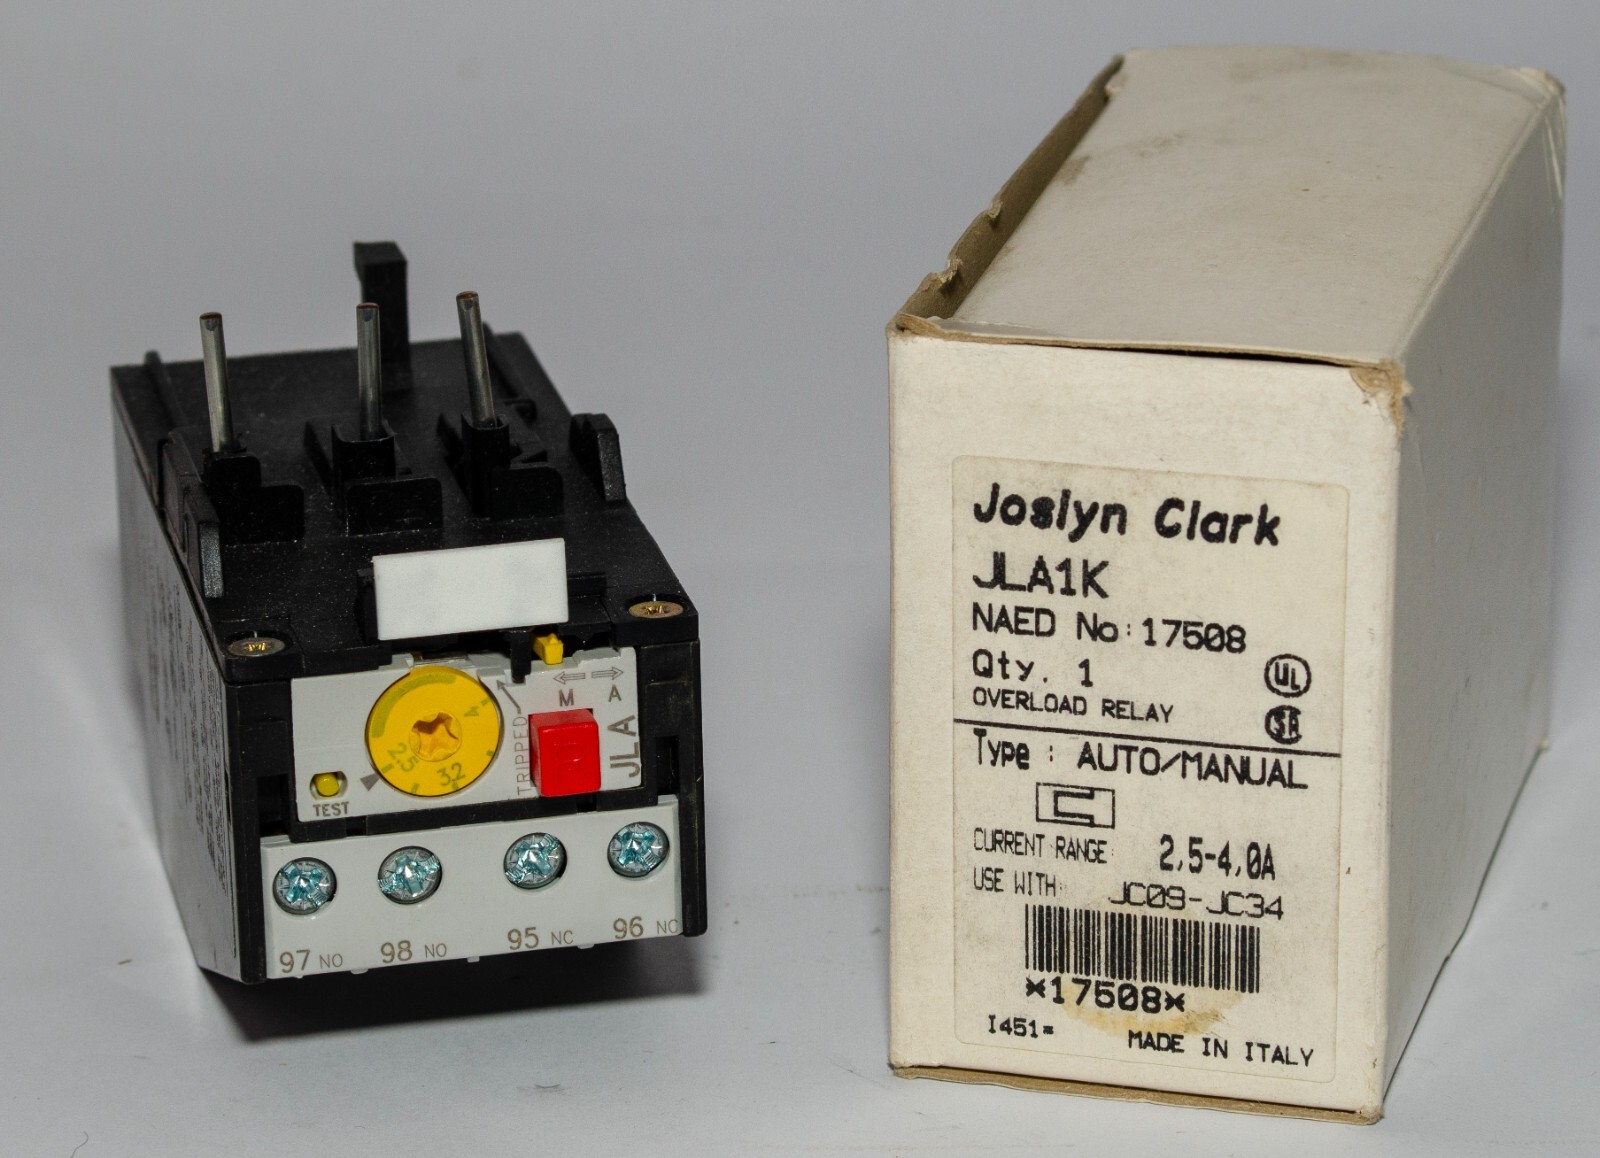 4
2.5
3.2
TEST
TRIPPED
M
A
JLA
97 NO
98 NO
95 NC
96 NC
Joslyn Clark
JLA1K
NAED No: 17508
Qty. 1
UL
OVERLOAD RELAY
SA
Type : AUTO/MANUAL
CURRENT RANGE: 2,5-4,0A
USE WITH: JC09-JC34
*17508*
I451*
MADE IN ITALY